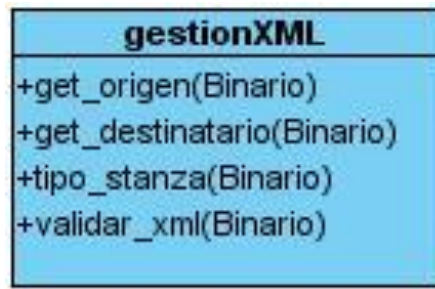 gestionXML
+get_origen(Binario)
+get_destinatario(Binario)
+tipo_stanza(Binario)
+validar_xml(Binario)